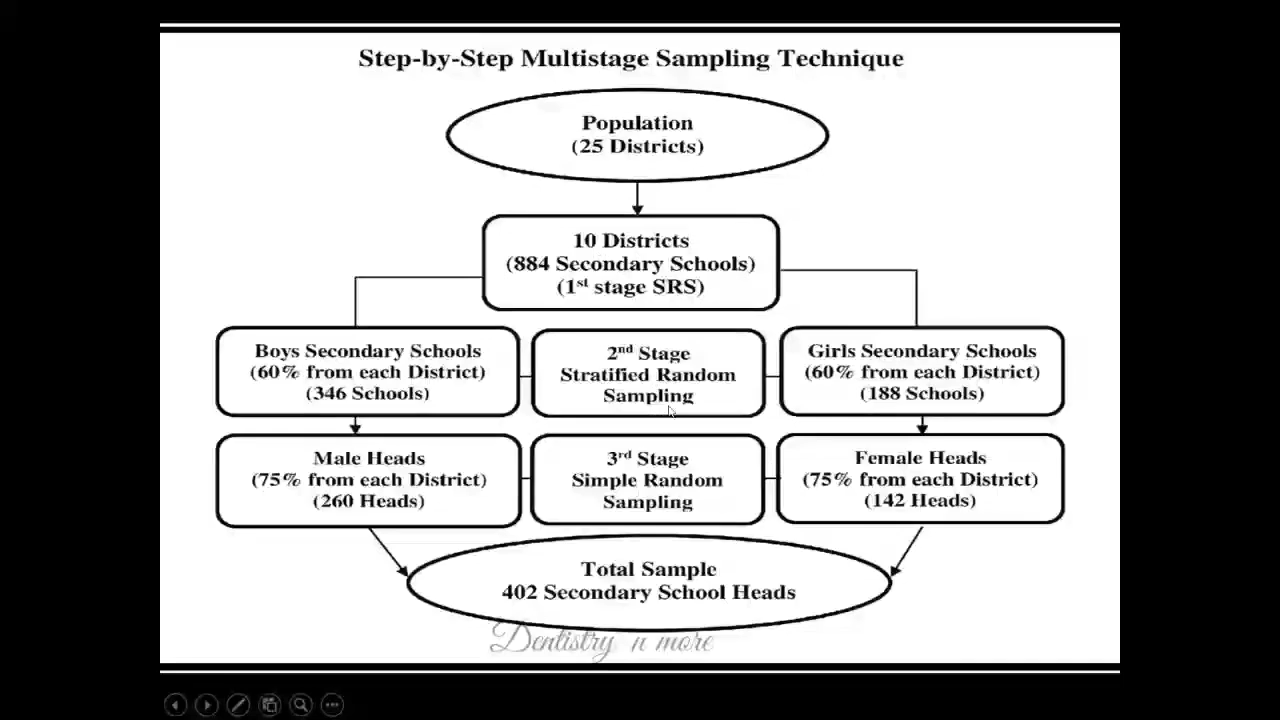 Step-by-Step Multistage Sampling Technique
Population
(25 Districts)
10 Districts
(884 Secondary Schools)
(1st stage SRS)
Boys Secondary Schools
(60% from each District)
(346 Schools)
2nd Stage
Stratified Random
Sampling
Girls Secondary Schools
(60% from each District)
(188 Schools)
Male Heads
(75% from each District)
(260 Heads)
3rd Stage
Simple Random
Sampling
Female Heads
(75% from each District)
(142 Heads)
Total Sample
402 Secondary School Heads
Dentistry n more